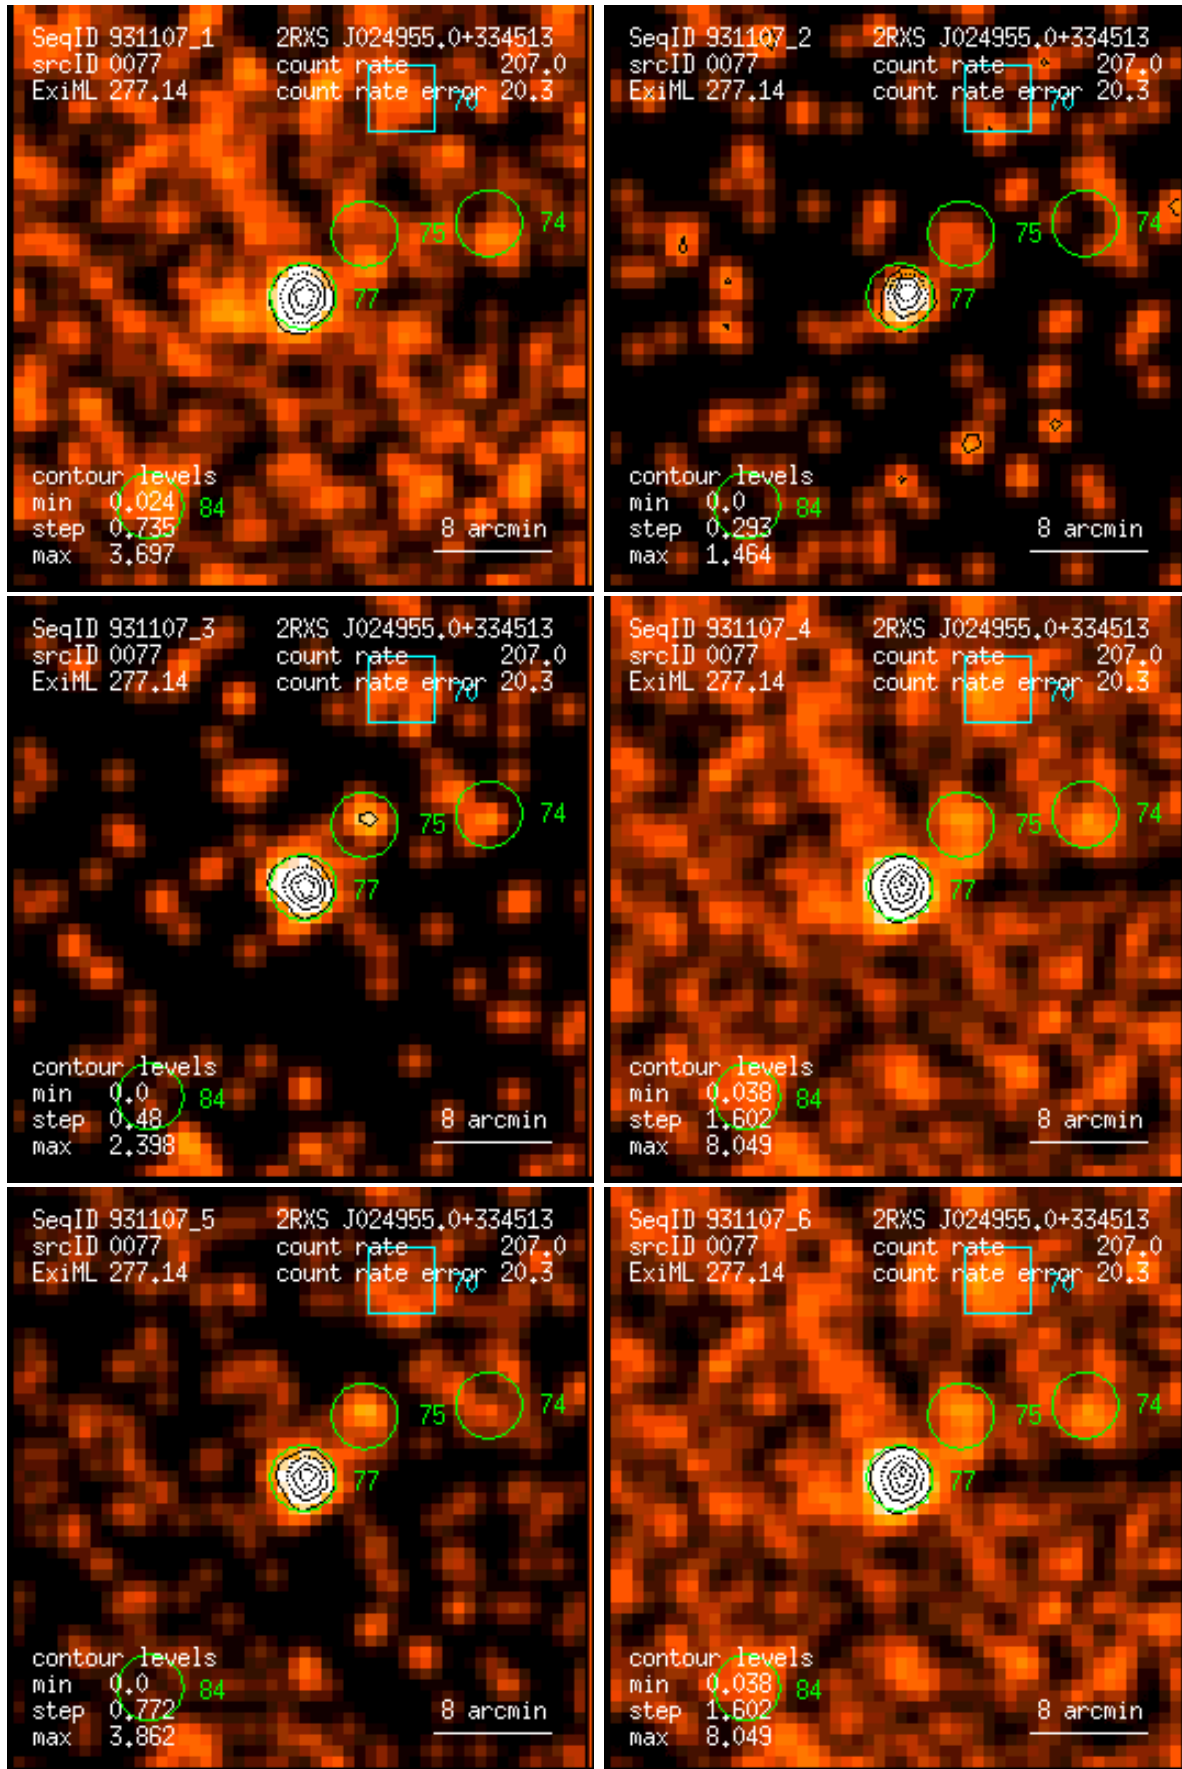 SeqID 931107_1 2RXS J024955.0+334513
srcID 0077 count rate 207.0
ExiML 277.14 count rate error 20.3
70
75 74
77
contour levels
min 0.024
84
step 0.735 8 arcmin
max 3.697
SeqID 931107_2 2RXS J024955.0+334513
srcID 0077 count rate 207.0
ExiML 277.14 count rate error 20.3
70
75 74
77
contour levels
min 0.0
84
step 0.293 8 arcmin
max 1.464
SeqID 931107_3 2RXS J024955.0+334513
srcID 0077 count rate 207.0
ExiML 277.14 count rate error 20.3
70
75 74
77
contour levels
min 0.0
84
step 0.48 8 arcmin
max 2.398
SeqID 931107_4 2RXS J024955.0+334513
srcID 0077 count rate 207.0
ExiML 277.14 count rate error 20.3
70
75 74
77
contour levels
min 0.038
84
step 1.602 8 arcmin
max 8.049
SeqID 931107_5 2RXS J024955.0+334513
srcID 0077 count rate 207.0
ExiML 277.14 count rate error 20.3
70
75 74
77
contour levels
min 0.0
84
step 0.772 8 arcmin
max 3.862
SeqID 931107_6 2RXS J024955.0+334513
srcID 0077 count rate 207.0
ExiML 277.14 count rate error 20.3
70
75 74
77
contour levels
min 0.038
84
step 1.602 8 arcmin
max 8.049